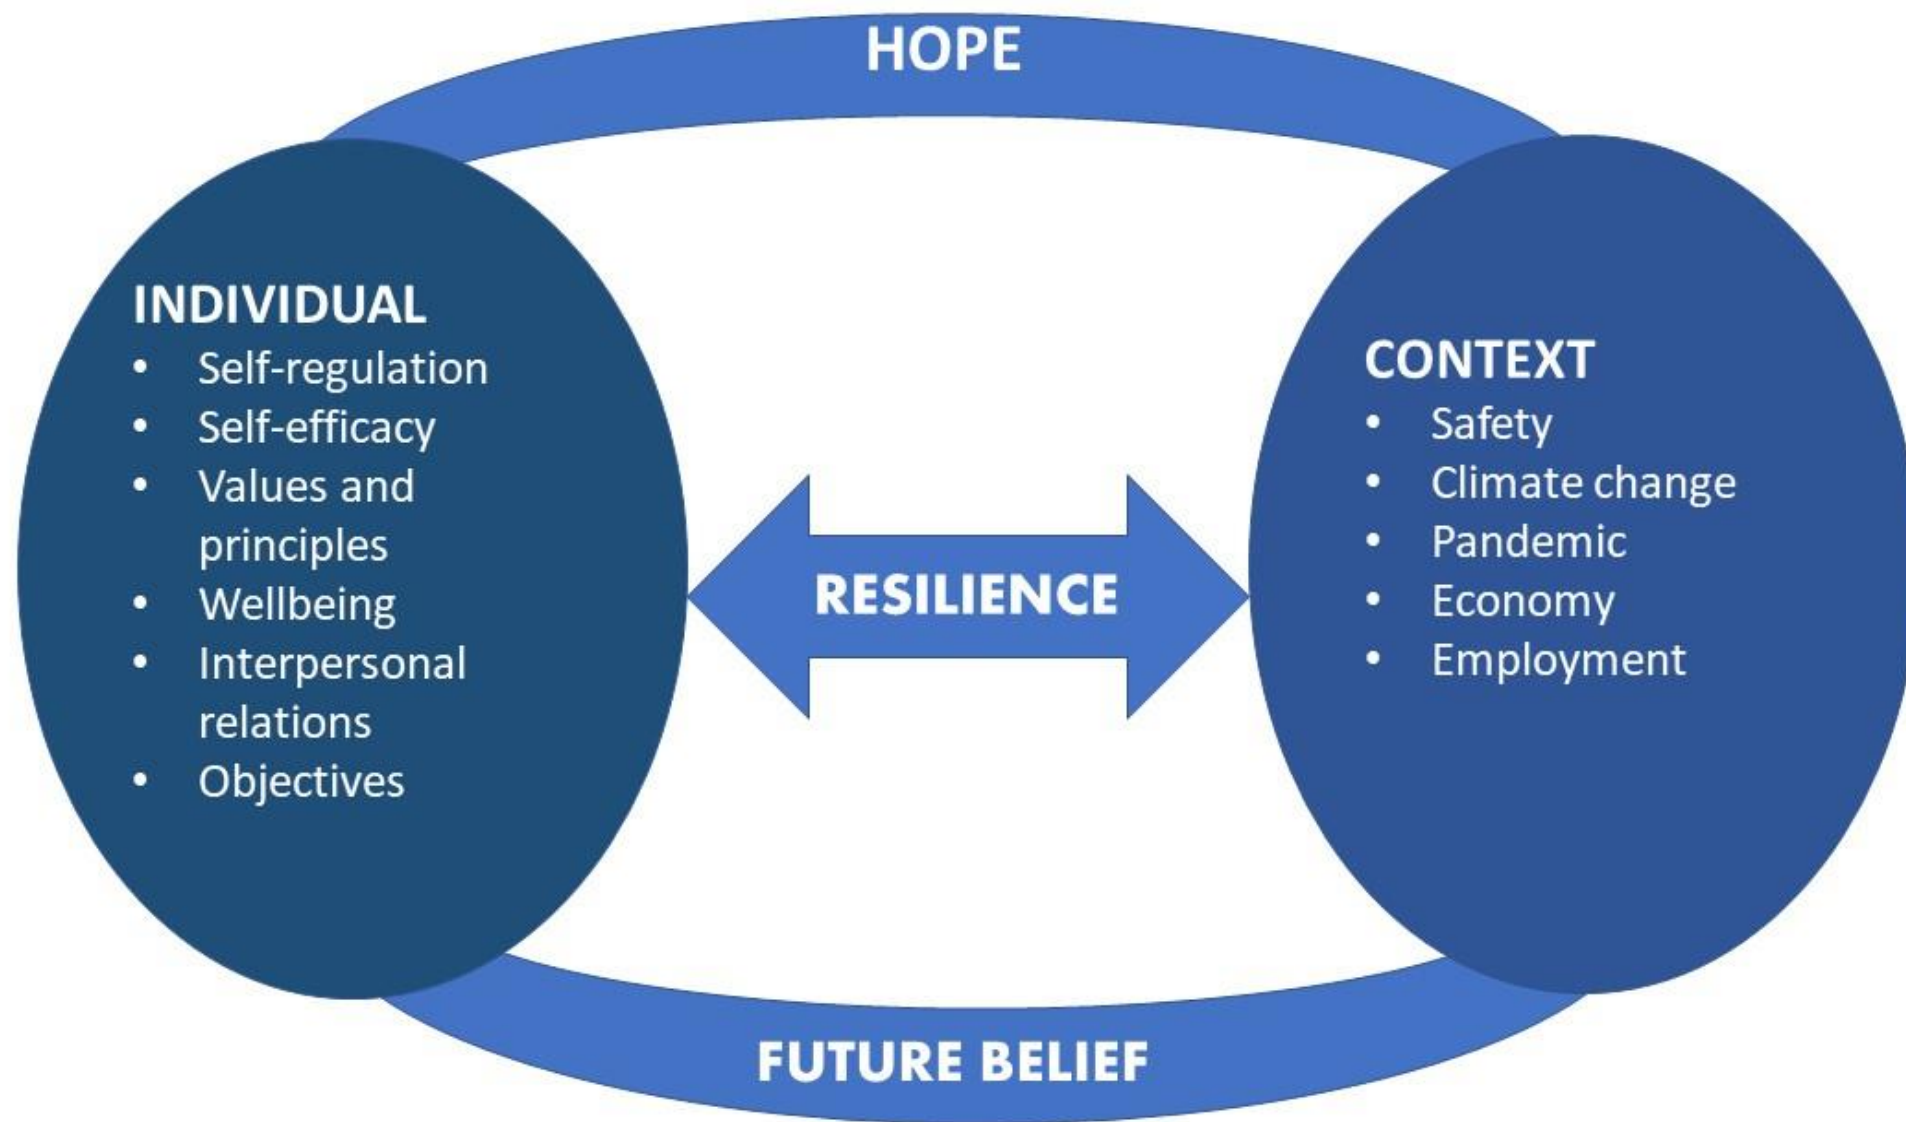 HOPE
INDIVIDUAL
• Self-regulation
• Self-efficacy
• Values and
principles
• Wellbeing
• Interpersonal
relations
• Objectives
RESILIENCE
CONTEXT
• Safety
• Climate change
• Pandemic
• Economy
• Employment
FUTURE BELIEF